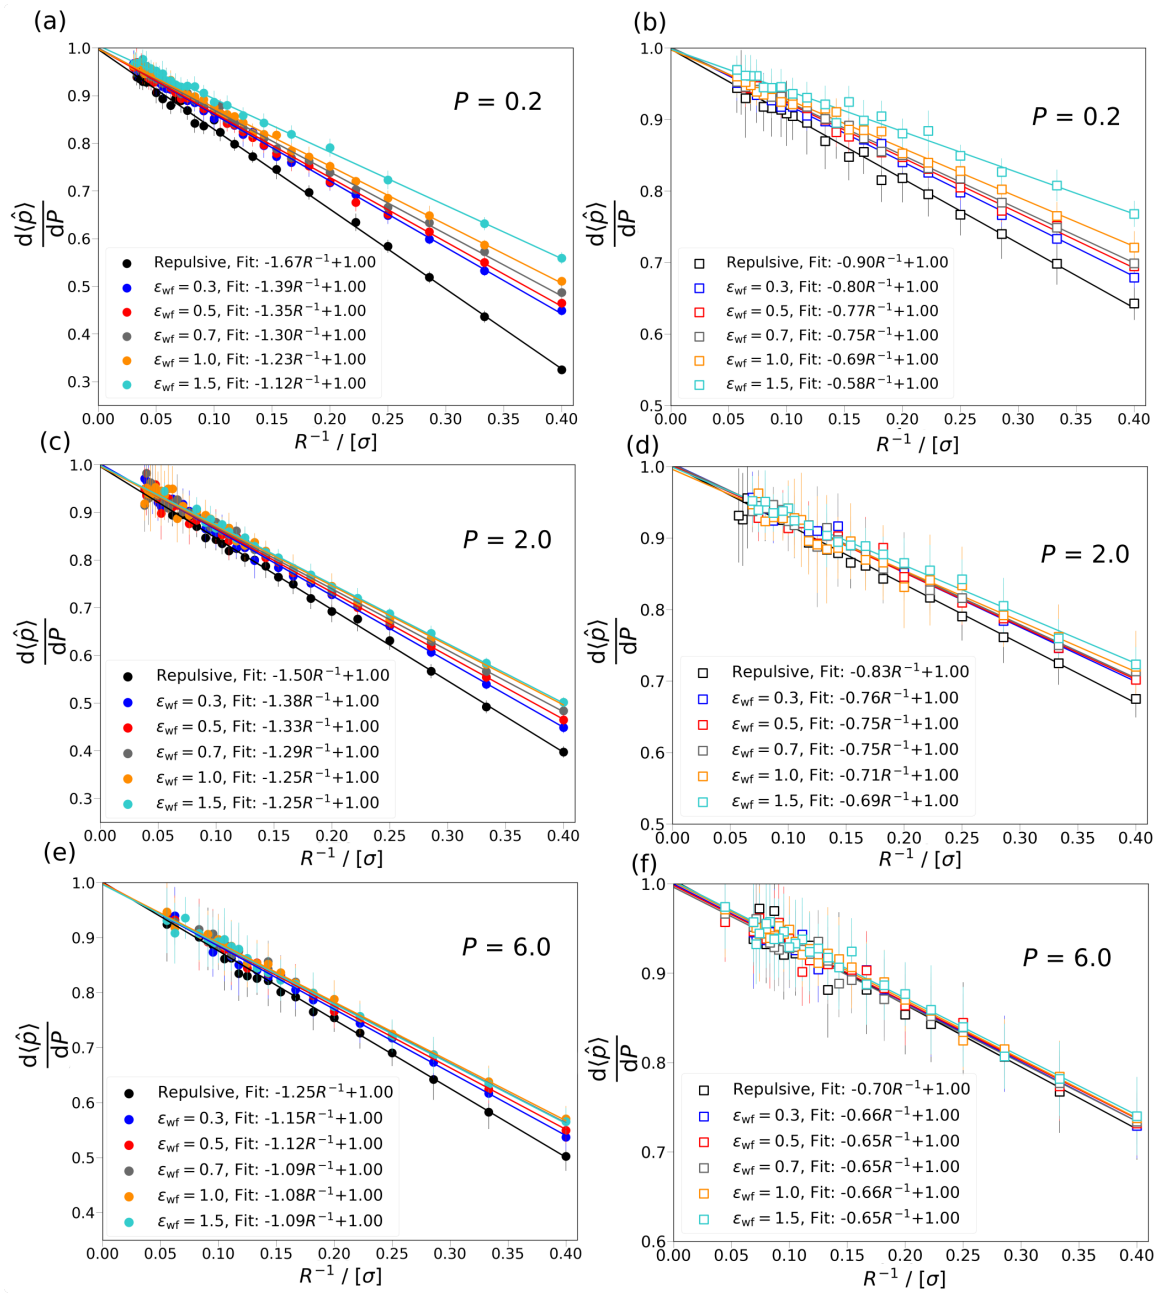 (a)
1.0
0.9
0.8
0.7
0.6
0.5
0.4
0.3
d⟨p̂⟩
dP
P = 0.2
Repulsive, Fit: -1.67R⁻¹+1.00
ε_wf = 0.3, Fit: -1.39R⁻¹+1.00
ε_wf = 0.5, Fit: -1.35R⁻¹+1.00
ε_wf = 0.7, Fit: -1.30R⁻¹+1.00
ε_wf = 1.0, Fit: -1.23R⁻¹+1.00
ε_wf = 1.5, Fit: -1.12R⁻¹+1.00
0.00 0.05 0.10 0.15 0.20 0.25 0.30 0.35 0.40
R⁻¹ / [σ]
(b)
1.0
0.9
0.8
0.7
0.6
0.5
d⟨p̂⟩
dP
P = 0.2
Repulsive, Fit: -0.90R⁻¹+1.00
ε_wf = 0.3, Fit: -0.80R⁻¹+1.00
ε_wf = 0.5, Fit: -0.77R⁻¹+1.00
ε_wf = 0.7, Fit: -0.75R⁻¹+1.00
ε_wf = 1.0, Fit: -0.69R⁻¹+1.00
ε_wf = 1.5, Fit: -0.58R⁻¹+1.00
0.00 0.05 0.10 0.15 0.20 0.25 0.30 0.35 0.40
R⁻¹ / [σ]
(c)
1.0
0.9
0.8
0.7
0.6
0.5
0.4
0.3
d⟨p̂⟩
dP
P = 2.0
Repulsive, Fit: -1.50R⁻¹+1.00
ε_wf = 0.3, Fit: -1.38R⁻¹+1.00
ε_wf = 0.5, Fit: -1.33R⁻¹+1.00
ε_wf = 0.7, Fit: -1.29R⁻¹+1.00
ε_wf = 1.0, Fit: -1.25R⁻¹+1.00
ε_wf = 1.5, Fit: -1.25R⁻¹+1.00
0.00 0.05 0.10 0.15 0.20 0.25 0.30 0.35 0.40
R⁻¹ / [σ]
(d)
1.0
0.9
0.8
0.7
0.6
0.5
d⟨p̂⟩
dP
P = 2.0
Repulsive, Fit: -0.83R⁻¹+1.00
ε_wf = 0.3, Fit: -0.76R⁻¹+1.00
ε_wf = 0.5, Fit: -0.75R⁻¹+1.00
ε_wf = 0.7, Fit: -0.75R⁻¹+1.00
ε_wf = 1.0, Fit: -0.71R⁻¹+1.00
ε_wf = 1.5, Fit: -0.69R⁻¹+1.00
0.00 0.05 0.10 0.15 0.20 0.25 0.30 0.35 0.40
R⁻¹ / [σ]
(e)
1.0
0.9
0.8
0.7
0.6
0.5
0.4
d⟨p̂⟩
dP
P = 6.0
Repulsive, Fit: -1.25R⁻¹+1.00
ε_wf = 0.3, Fit: -1.15R⁻¹+1.00
ε_wf = 0.5, Fit: -1.12R⁻¹+1.00
ε_wf = 0.7, Fit: -1.09R⁻¹+1.00
ε_wf = 1.0, Fit: -1.08R⁻¹+1.00
ε_wf = 1.5, Fit: -1.09R⁻¹+1.00
0.00 0.05 0.10 0.15 0.20 0.25 0.30 0.35 0.40
R⁻¹ / [σ]
(f)
1.0
0.9
0.8
0.7
0.6
d⟨p̂⟩
dP
P = 6.0
Repulsive, Fit: -0.70R⁻¹+1.00
ε_wf = 0.3, Fit: -0.66R⁻¹+1.00
ε_wf = 0.5, Fit: -0.65R⁻¹+1.00
ε_wf = 0.7, Fit: -0.65R⁻¹+1.00
ε_wf = 1.0, Fit: -0.66R⁻¹+1.00
ε_wf = 1.5, Fit: -0.65R⁻¹+1.00
0.00 0.05 0.10 0.15 0.20 0.25 0.30 0.35 0.40
R⁻¹ / [σ]